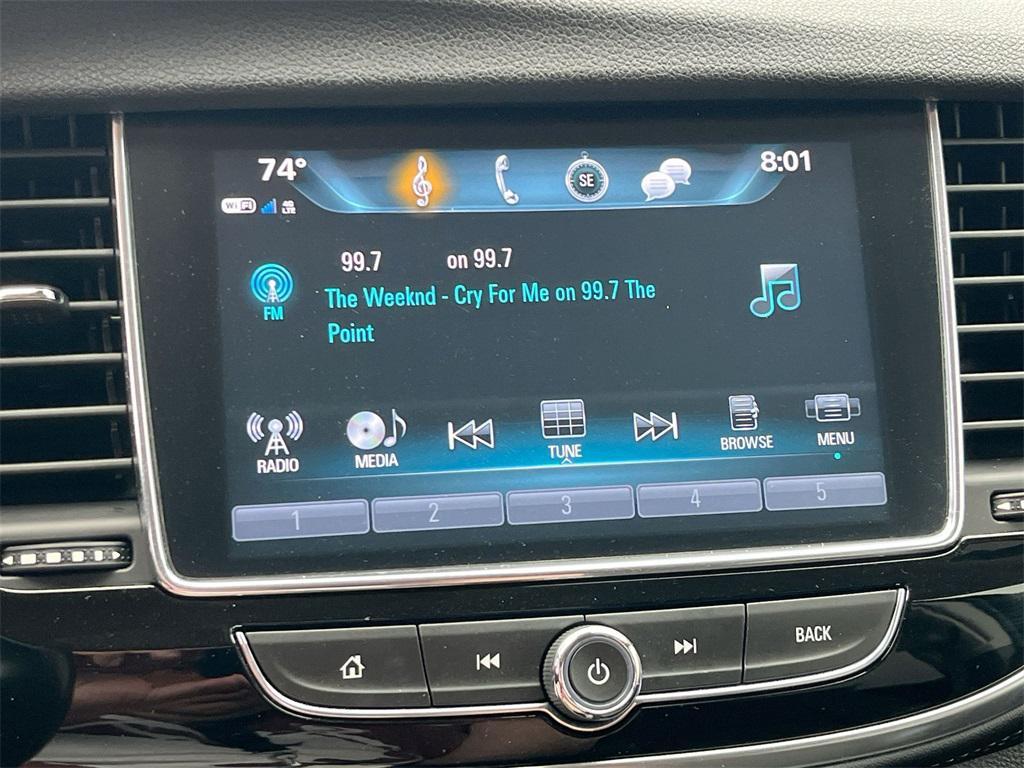 74° 8:01
SE
WiFi 4G
LTE
99.7 on 99.7
The Weeknd - Cry For Me on 99.7 The
Point
FM
RADIO MEDIA TUNE BROWSE MENU
1 2 3 4 5
BACK